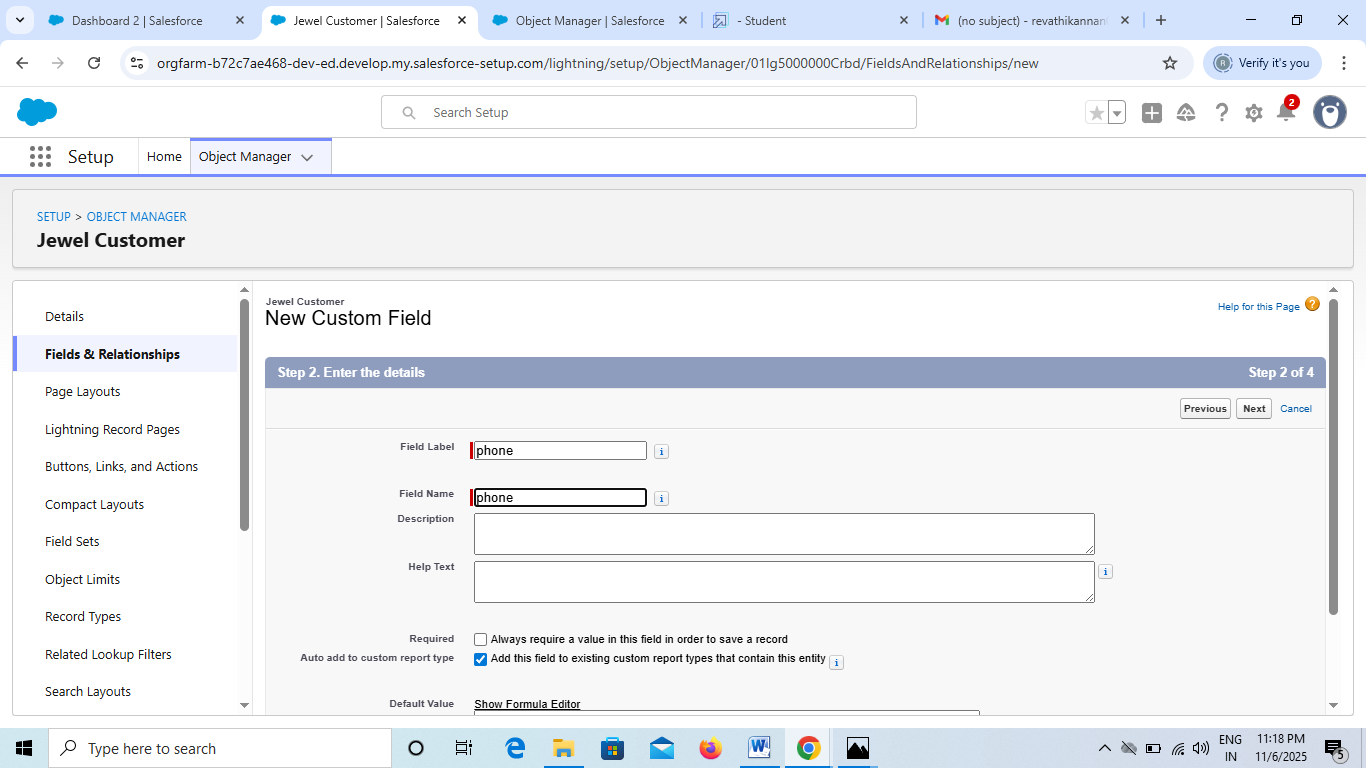 Dashboard 2 | Salesforce
Jewel Customer | Salesforce
Object Manager | Salesforce
- Student
(no subject) - revathikannan
orgfarm-b72c7ae468-dev-ed.develop.my.salesforce-setup.com/lightning/setup/ObjectManager/01Ig5000000Crbd/FieldsAndRelationships/new
R
Verify it's you
Search Setup
2
Setup
Home
Object Manager
SETUP > OBJECT MANAGER
Jewel Customer
Details
Fields & Relationships
Page Layouts
Lightning Record Pages
Buttons, Links, and Actions
Compact Layouts
Field Sets
Object Limits
Record Types
Related Lookup Filters
Search Layouts
Jewel Customer
New Custom Field
Help for this Page ?
Step 2. Enter the details
Step 2 of 4
Previous
Next
Cancel
Field Label
phone
i
Field Name
phone
i
Description
Help Text
i
Required
Always require a value in this field in order to save a record
Auto add to custom report type
Add this field to existing custom report types that contain this entity
i
Default Value
Show Formula Editor
Type here to search
ENG
IN
11:18 PM
11/6/2025
5